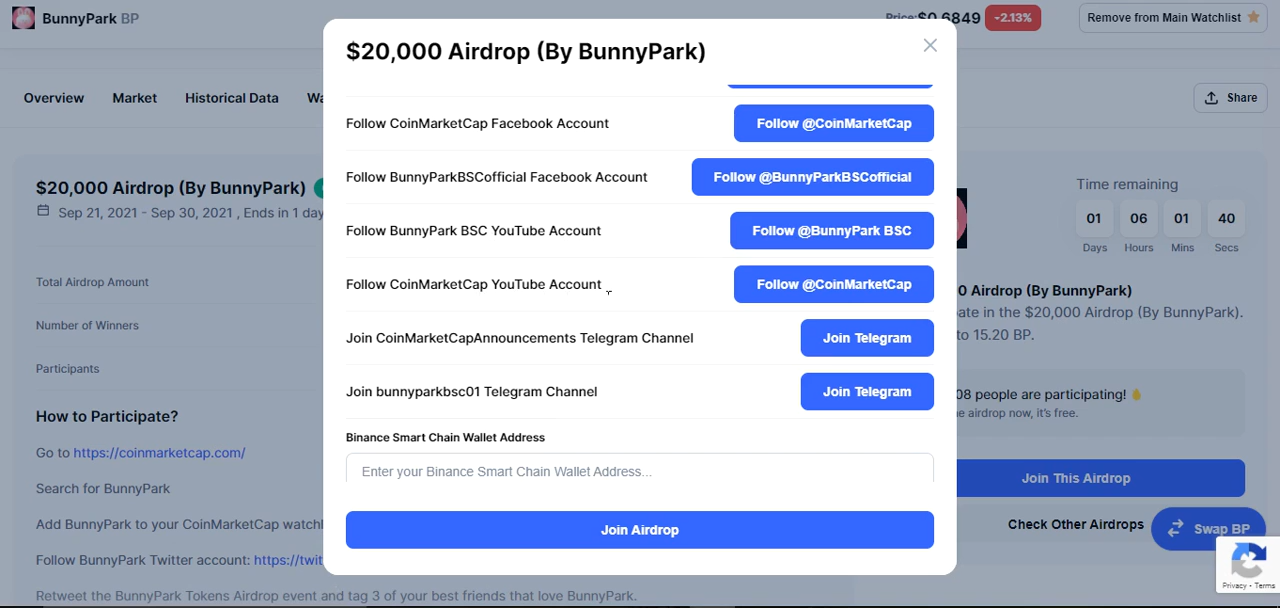 BunnyPark BP
$0.6849 -2.13%
Remove from Main Watchlist
$20,000 Airdrop (By BunnyPark)
Overview Market Historical Data
Share
Follow CoinMarketCap Facebook Account Follow @CoinMarketCap
Follow BunnyParkBSCofficial Facebook Account Follow @BunnyParkBSCofficial
Follow BunnyPark BSC YouTube Account Follow @BunnyPark BSC
Follow CoinMarketCap YouTube Account Follow @CoinMarketCap
Join CoinMarketCapAnnouncements Telegram Channel Join Telegram
Join bunnyparkbsc01 Telegram Channel Join Telegram
Binance Smart Chain Wallet Address
Enter your Binance Smart Chain Wallet Address...
Join Airdrop
$20,000 Airdrop (By BunnyPark)
Sep 21, 2021 - Sep 30, 2021 , Ends in 1 day
Total Airdrop Amount
Number of Winners
Participants
How to Participate?
Go to https://coinmarketcap.com/
Search for BunnyPark
Add BunnyPark to your CoinMarketCap
Follow BunnyPark Twitter account:
Retweet the BunnyPark Tokens Airdrop event and tag 3 of your best friends that love BunnyPark.
Time remaining
01 06 01 40
Days Hours Mins Secs
0 Airdrop (By BunnyPark)
in the $20,000 Airdrop (By BunnyPark).
to 15.20 BP.
08 people are participating!
airdrop now, it's free.
Join This Airdrop
Check Other Airdrops
Swap BP
Privacy - Terms